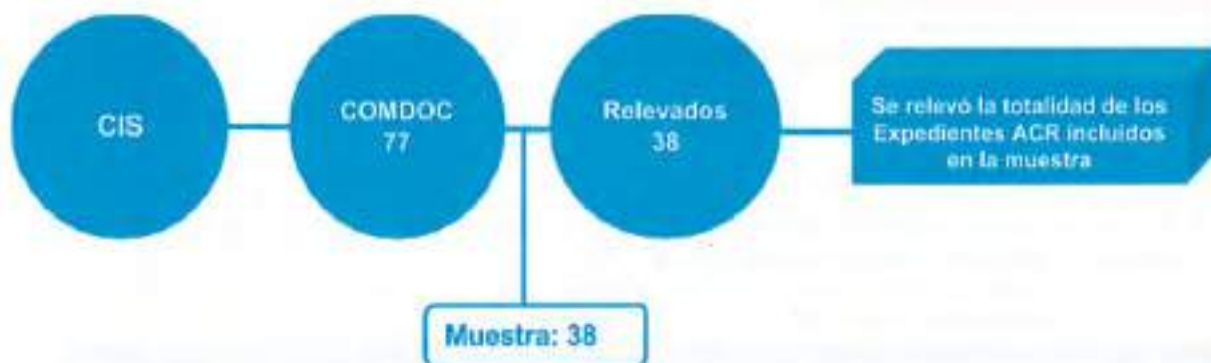 CIS
COMDOC
77
Relevados
38
Se relevó la totalidad de los
Expedientes ACR incluidos
en la muestra
Muestra: 38